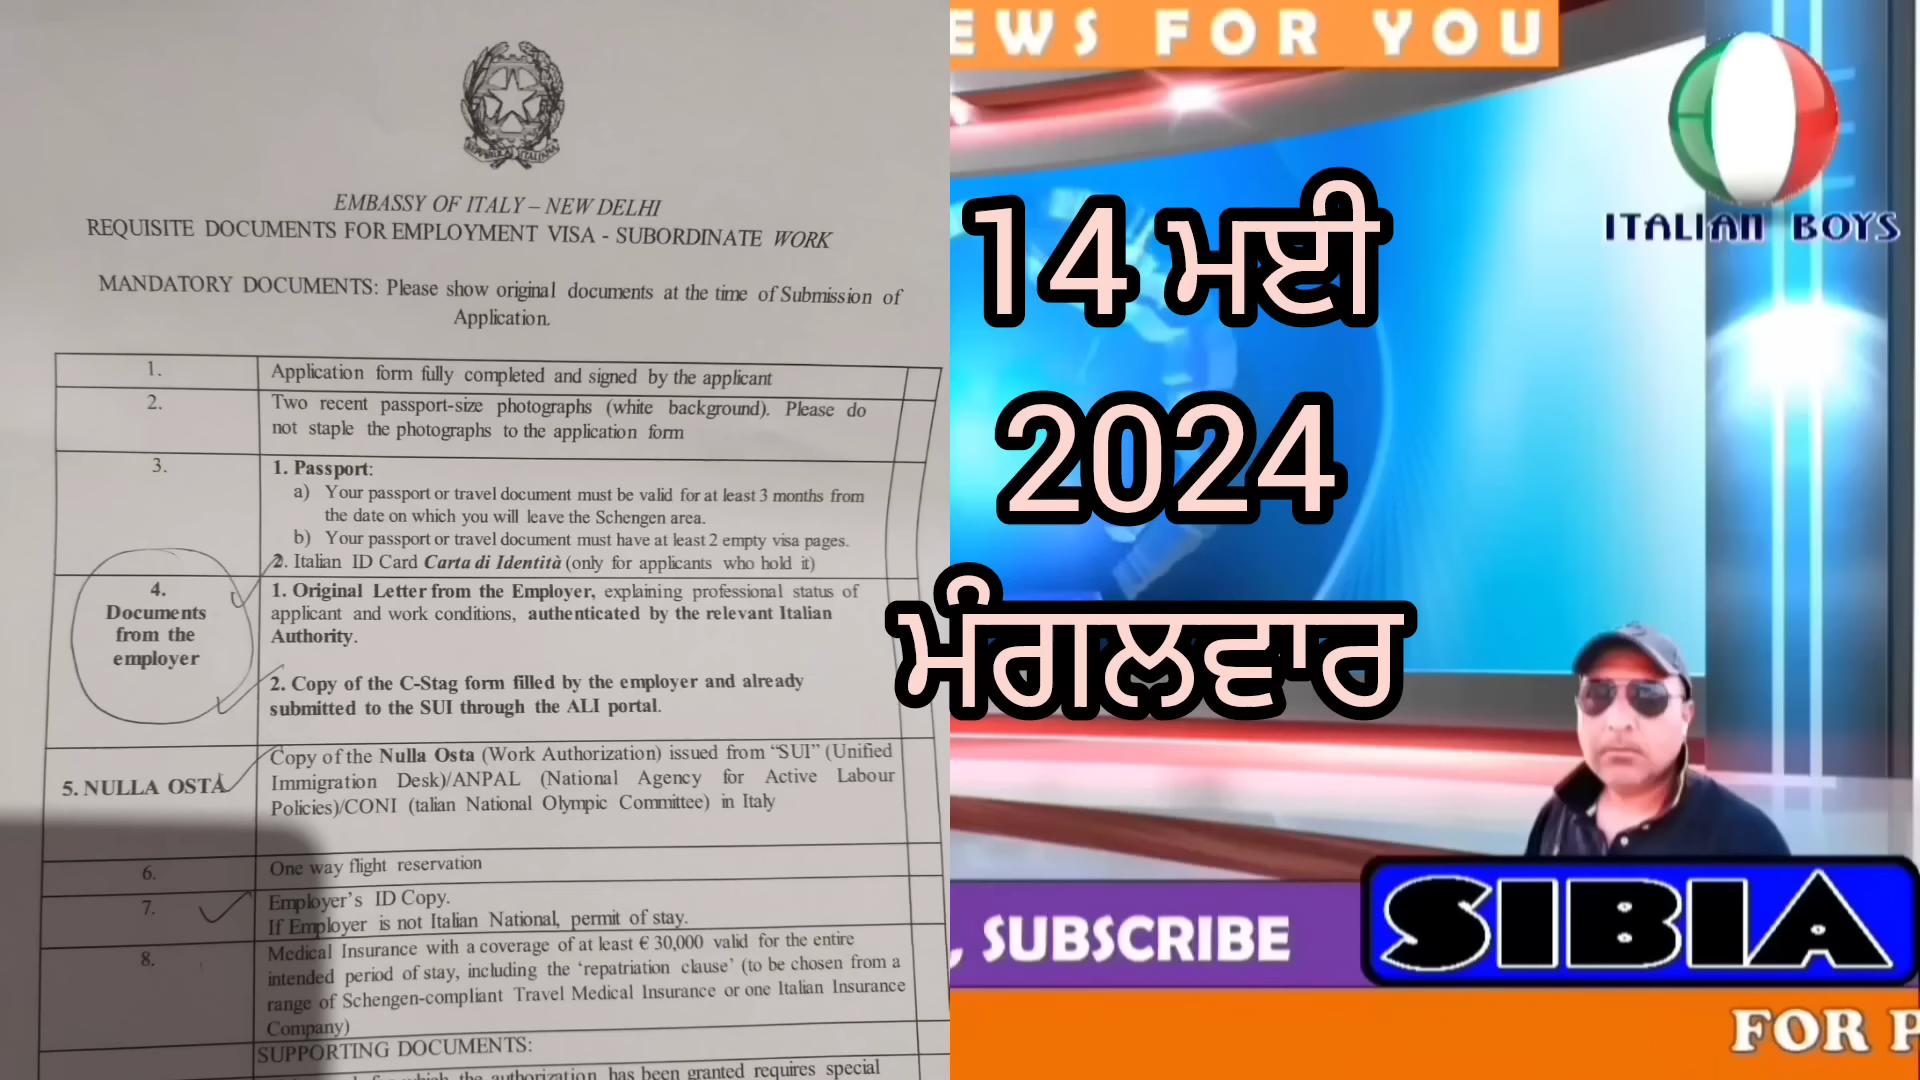 REPVBBLICA ITALIANA
EMBASSY OF ITALY – NEW DELHI
REQUISITE DOCUMENTS FOR EMPLOYMENT VISA - SUBORDINATE WORK
MANDATORY DOCUMENTS: Please show original documents at the time of Submission of
Application.
1.
Application form fully completed and signed by the applicant
2.
Two recent passport-size photographs (white background). Please do
not staple the photographs to the application form
3.
1. Passport:
a) Your passport or travel document must be valid for at least 3 months from
the date on which you will leave the Schengen area.
b) Your passport or travel document must have at least 2 empty visa pages.
2. Italian ID Card Carta di Identità (only for applicants who hold it)
4.
Documents
from the
employer
1. Original Letter from the Employer, explaining professional status of
applicant and work conditions, authenticated by the relevant Italian
Authority.
2. Copy of the C-Stag form filled by the employer and already
submitted to the SUI through the ALI portal.
5. NULLA OSTA
Copy of the Nulla Osta (Work Authorization) issued from “SUI” (Unified
Immigration Desk)/ANPAL (National Agency for Active Labour
Policies)/CONI (talian National Olympic Committee) in Italy
6.
One way flight reservation
7.
Employer’s ID Copy.
If Employer is not Italian National, permit of stay.
8.
Medical Insurance with a coverage of at least € 30,000 valid for the entire
intended period of stay, including the ‘repatriation clause’ (to be chosen from a
range of Schengen-compliant Travel Medical Insurance or one Italian Insurance
Company)
SUPPORTING DOCUMENTS:
which the authorization has been granted requires special
EWS FOR YOU
ITALIAN BOYS
14 ਮਈ
2024
ਮੰਗਲਵਾਰ
, SUBSCRIBE
SIBIA
FOR P